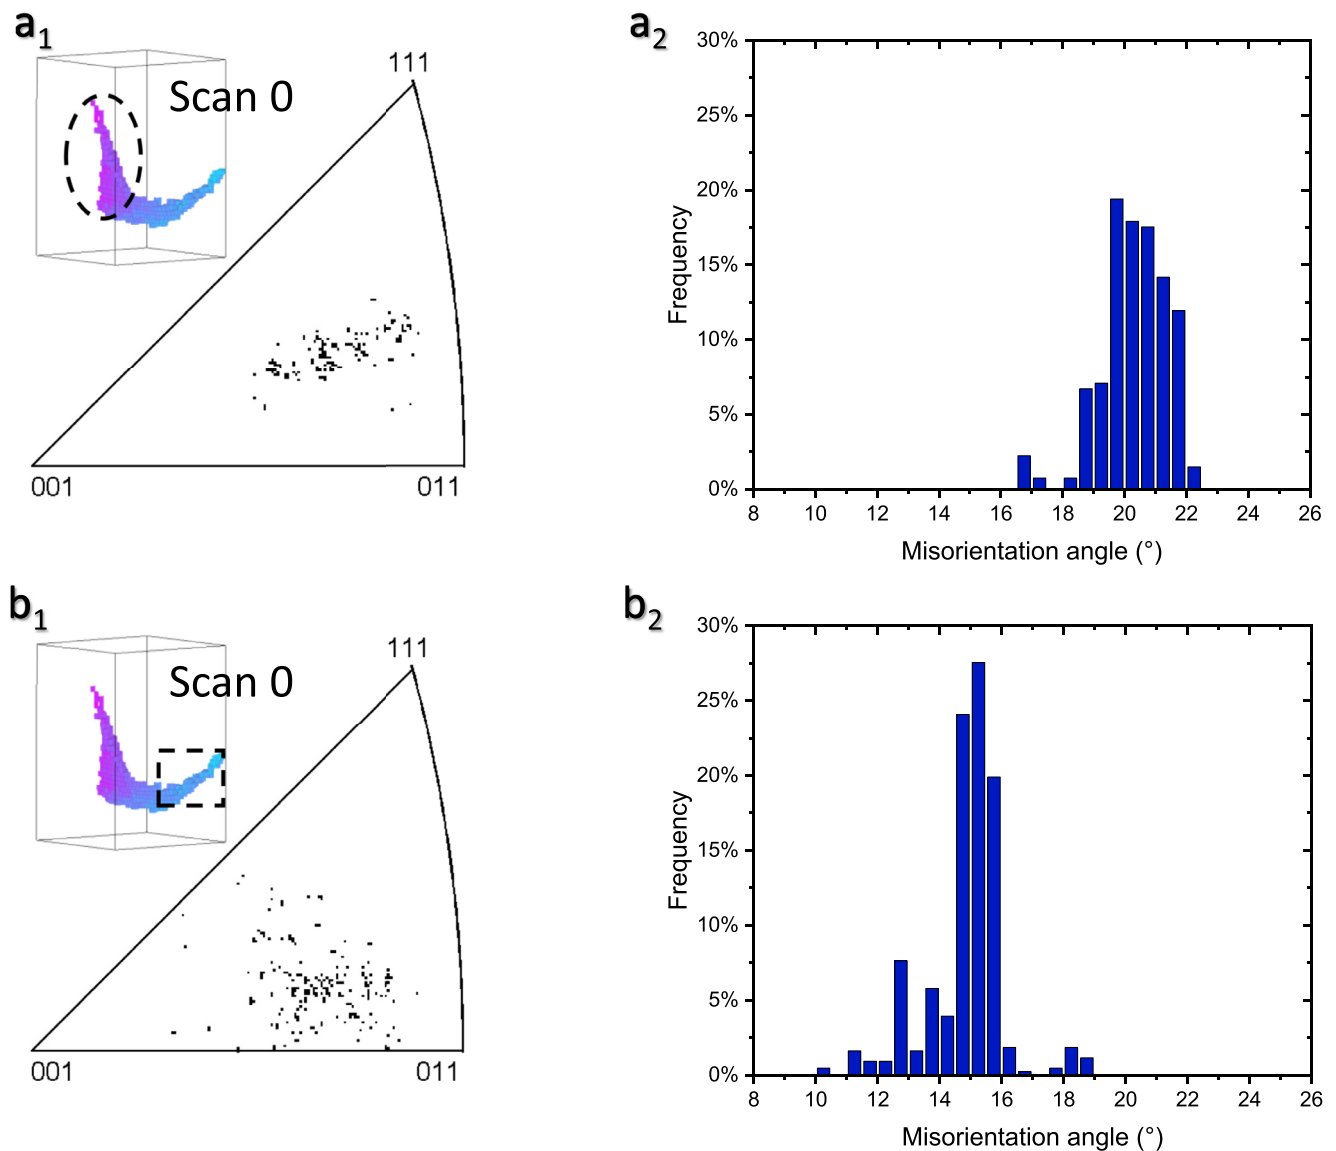 a1
Scan 0
111
001
011
a2
30%
25%
20%
15%
10%
5%
0%
Frequency
8 10 12 14 16 18 20 22 24 26
Misorientation angle (°)
b1
Scan 0
111
001
011
b2
30%
25%
20%
15%
10%
5%
0%
Frequency
8 10 12 14 16 18 20 22 24 26
Misorientation angle (°)